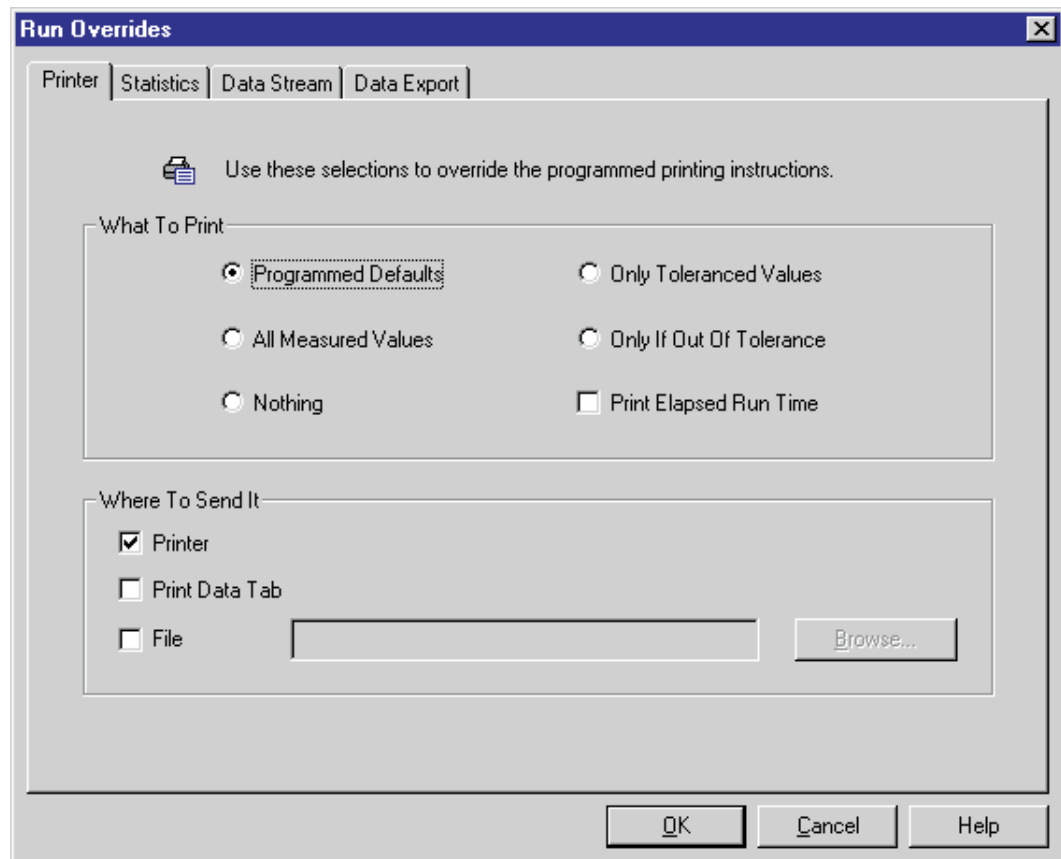 Run Overrides
Printer Statistics Data Stream Data Export
Use these selections to override the programmed printing instructions.
What To Print
Programmed Defaults Only Toleranced Values
All Measured Values Only If Out Of Tolerance
Nothing Print Elapsed Run Time
Where To Send It
Printer
Print Data Tab
File Browse...
OK Cancel Help